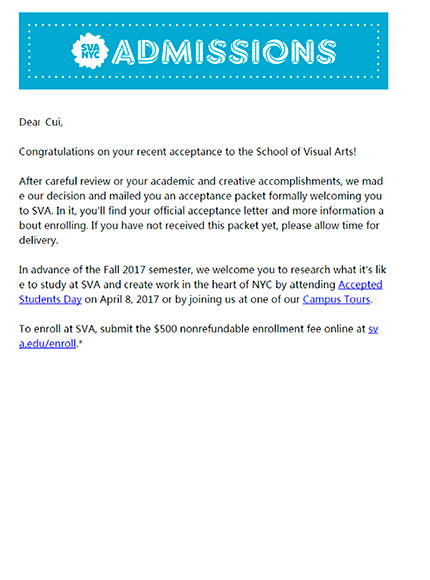 SVA
NYC
ADMISSIONS
Dear Cui,
Congratulations on your recent acceptance to the School of Visual Arts!
After careful review or your academic and creative accomplishments, we mad
e our decision and mailed you an acceptance packet formally welcoming you
to SVA. In it, you'll find your official acceptance letter and more information a
bout enrolling. If you have not received this packet yet, please allow time for
delivery.
In advance of the Fall 2017 semester, we welcome you to research what it's lik
e to study at SVA and create work in the heart of NYC by attending Accepted
Students Day on April 8, 2017 or by joining us at one of our Campus Tours.
To enroll at SVA, submit the $500 nonrefundable enrollment fee online at sv
a.edu/enroll.*